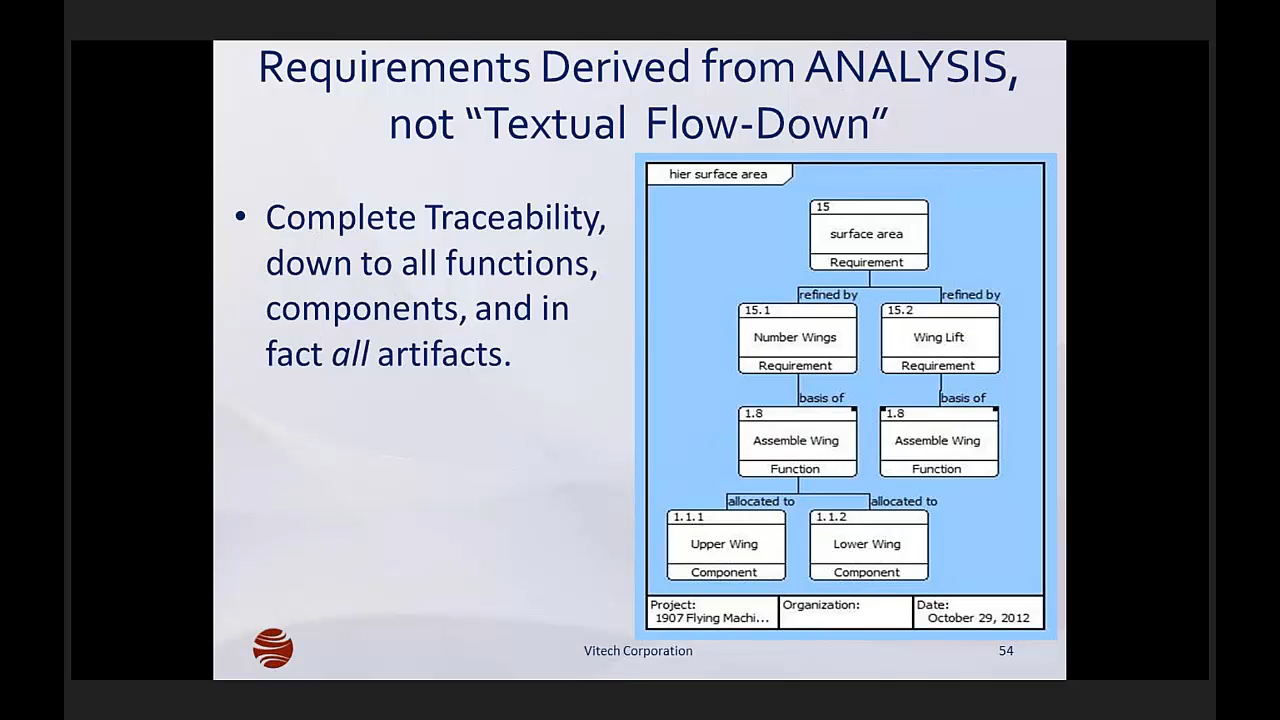 Requirements Derived from ANALYSIS,
not “Textual Flow-Down”
• Complete Traceability,
down to all functions,
components, and in
fact all artifacts.
hier surface area
15
surface area
Requirement
refined by
refined by
15.1
Number Wings
Requirement
15.2
Wing Lift
Requirement
basis of
basis of
1.8
Assemble Wing
Function
1.8
Assemble Wing
Function
allocated to
allocated to
1.1.1
Upper Wing
Component
1.1.2
Lower Wing
Component
Project:
1907 Flying Machi...
Organization:
Date:
October 29, 2012
Vitech Corporation
54